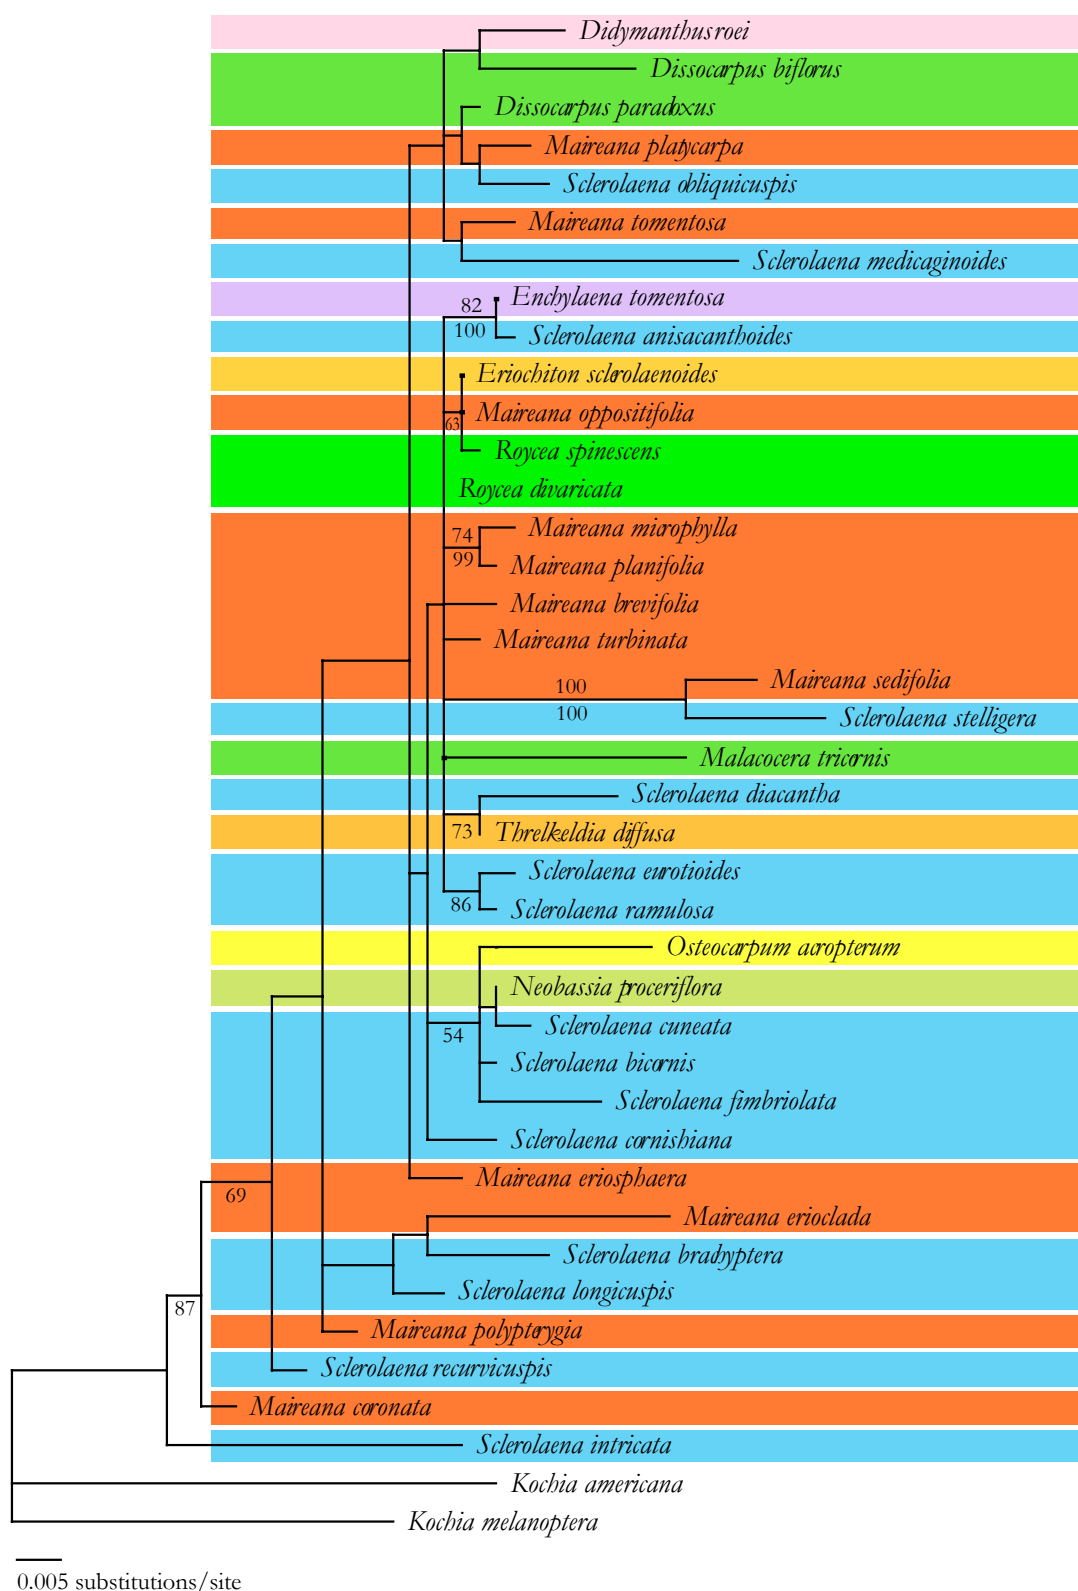 Didymanthus roei
Dissocarpus biflorus
Dissocarpus paradoxus
Maireana platycarpa
Sclerolaena obliquicuspis
Maireana tomentosa
Sclerolaena medicaginoides
82
100
Enchylaena tomentosa
Sclerolaena anisacanthoides
Eriochiton sclerolaenoides
63
Maireana oppositifolia
Roycea spinescens
Roycea divaricata
74
99
Maireana microphylla
Maireana planifolia
Maireana brevifolia
Maireana turbinata
100
100
Maireana sedifolia
Sclerolaena stelligera
Malacocera tricornis
Sclerolaena diacantha
73
Threlkeldia diffusa
Sclerolaena eurotioides
86
Sclerolaena ramulosa
Osteocarpum acropterum
Neobassia proceriflora
54
Sclerolaena cuneata
Sclerolaena bicornis
Sclerolaena fimbriolata
Sclerolaena cornishiana
69
Maireana eriosphaera
Maireana erioclada
Sclerolaena brachyptera
Sclerolaena longicuspis
87
Maireana polypterygia
Sclerolaena recurvicuspis
Maireana coronata
Sclerolaena intricata
Kochia americana
Kochia melanoptera
0.005 substitutions/site